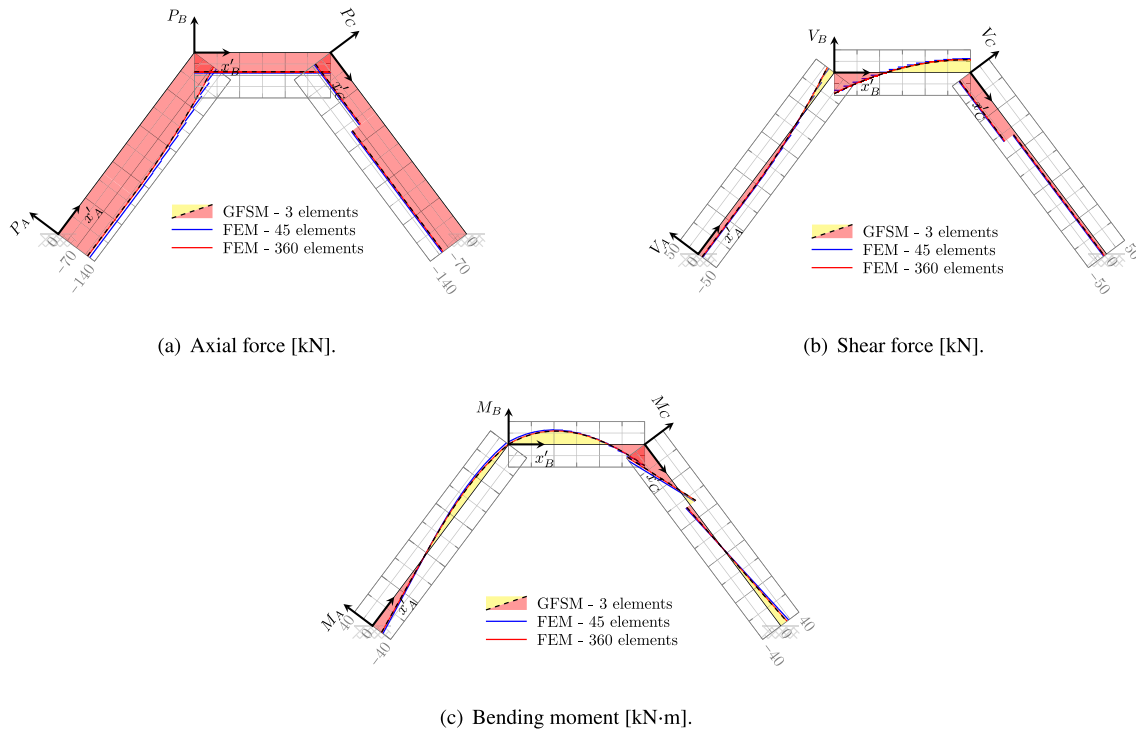 P_B
P_C
x'_B
x'_C
P_A
x'_A
0
−70
−140
0
−70
−140
GFSM - 3 elements
FEM - 45 elements
FEM - 360 elements
(a) Axial force [kN].
V_B
V_C
x'_B
x'_C
V_A
x'_A
50
0
−50
50
0
−50
GFSM - 3 elements
FEM - 45 elements
FEM - 360 elements
(b) Shear force [kN].
M_B
M_C
x'_B
x'_C
M_A
x'_A
40
0
−40
40
0
−40
GFSM - 3 elements
FEM - 45 elements
FEM - 360 elements
(c) Bending moment [kN·m].